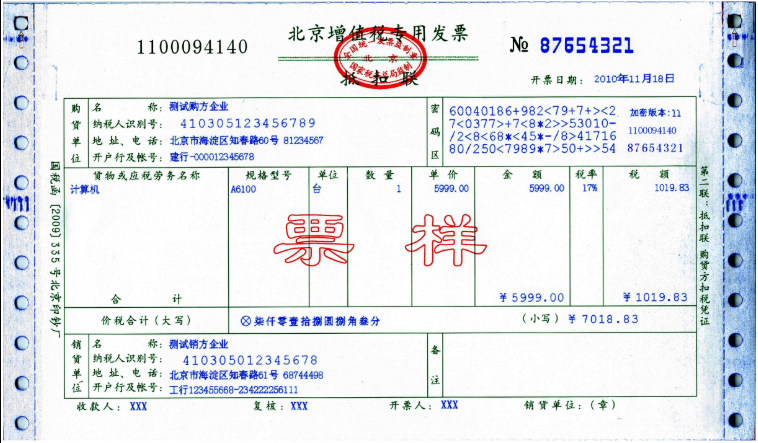 北京增值税专用发票
1100094140
№ 87654321
全国统一发票监制章
北京
国家税务总局监制
抵扣联
开票日期: 2010年11月18日
购货单位
名 称: 测试购方企业
纳税人识别号: 410305123456789
地址、电话: 北京市海淀区知春路60号 81234567
开户行及帐号: 建行-000012345678
密码区
60040186+982<79+7+><2 加密版本:11
7<0377>+7<8*2>>53010- 1100094140
-/2<8<68*<45*-/8>41716
80/250<7989*7>50+>>54 87654321
货物或应税劳务名称 规格型号 单位 数量 单价 金额 税率 税额
计算机 A6100 台 1 5999.00 5999.00 17% 1019.83
票样
合计 ￥5999.00 ￥1019.83
价税合计(大写) ⊗柒仟零壹拾捌圆捌角叁分 (小写) ￥7018.83
销货单位
名 称: 测试销方企业
纳税人识别号: 410305012345678
地址、电话: 北京市海淀区知春路61号 68744498
开户行及帐号: 工行123455668-234222256111
备注
收款人: XXX 复核: XXX 开票人: XXX 销货单位:(章)
国税函[2009]335号北京印钞厂
第二联:抵扣联 购货方扣税凭证